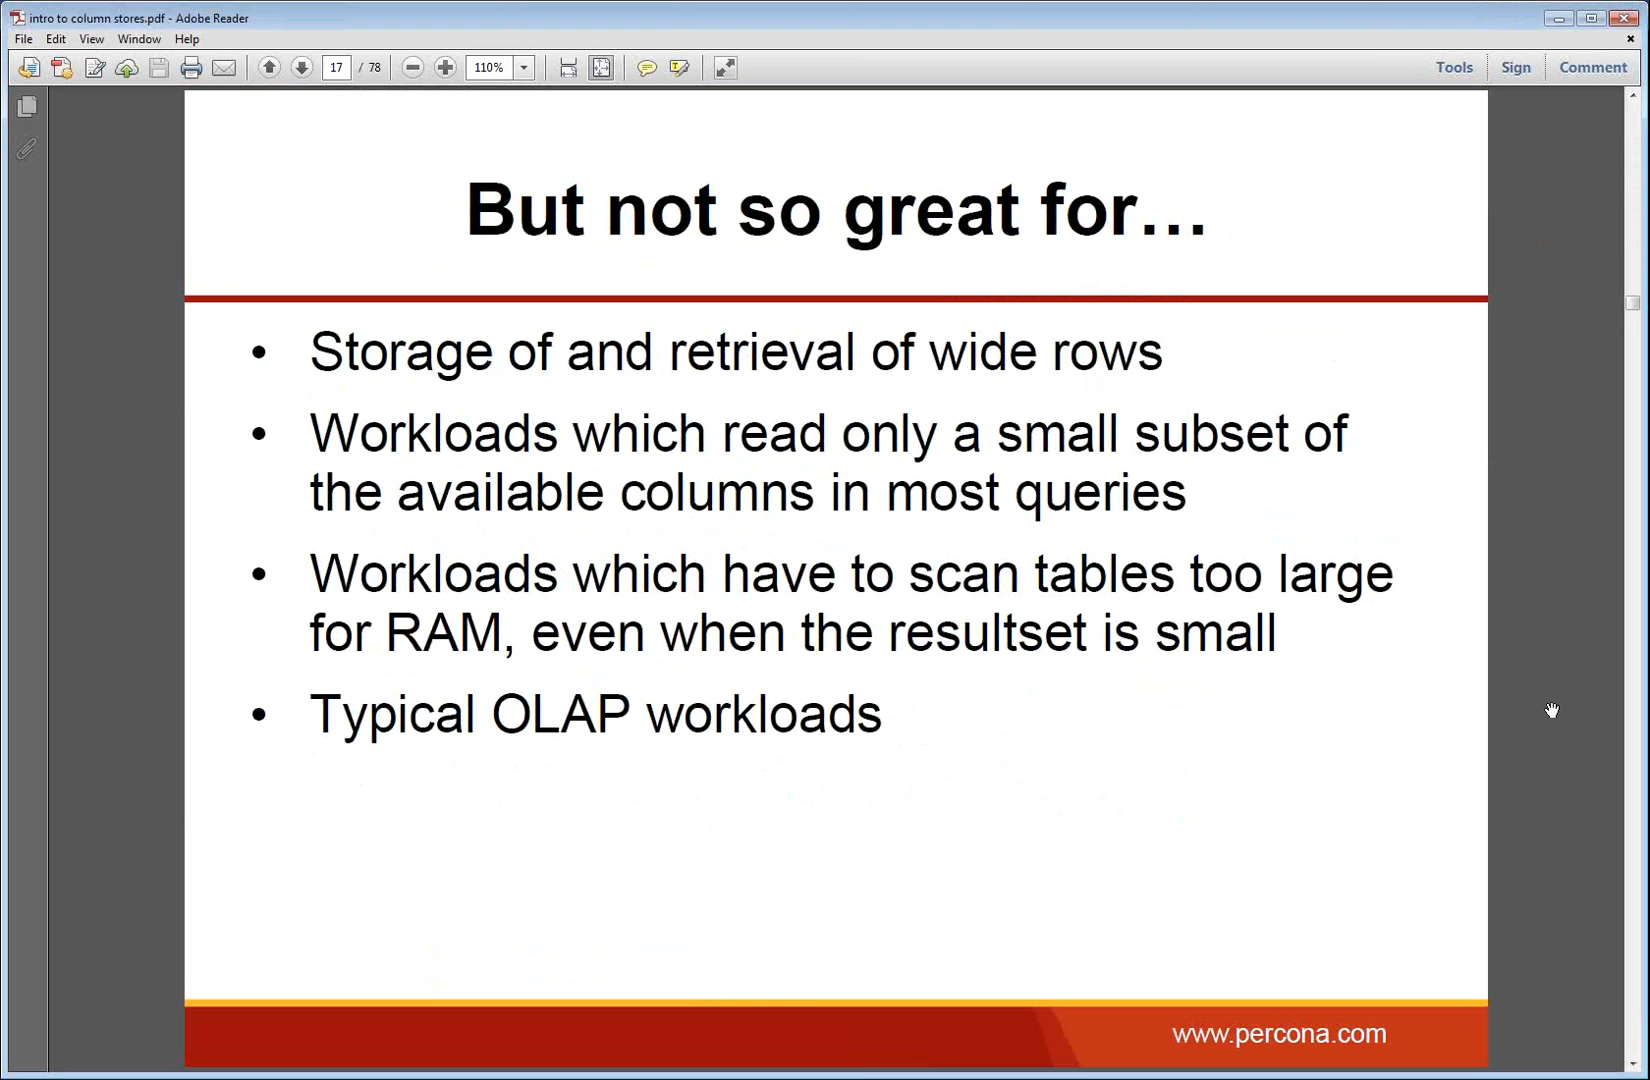 intro to column stores.pdf - Adobe Reader
File Edit View Window Help
17 / 78 110% Tools Sign Comment
But not so great for…
• Storage of and retrieval of wide rows
• Workloads which read only a small subset of
the available columns in most queries
• Workloads which have to scan tables too large
for RAM, even when the resultset is small
• Typical OLAP workloads
www.percona.com